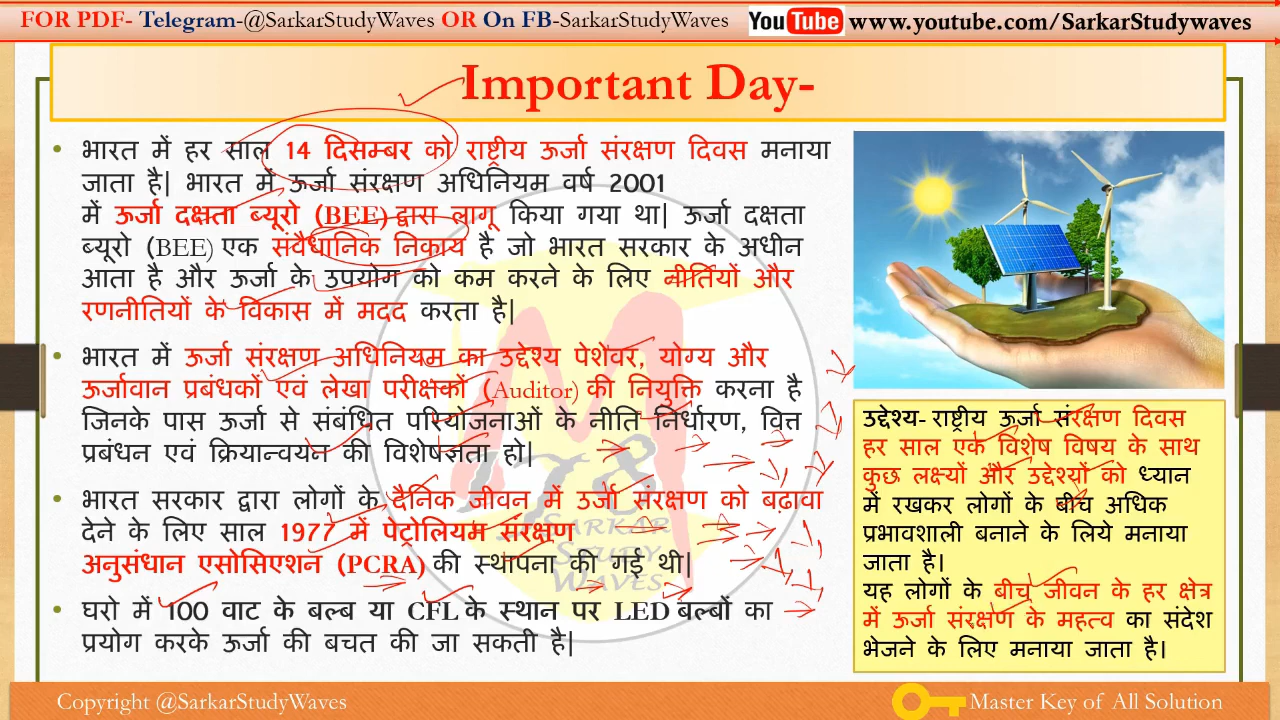 FOR PDF- Telegram-@SarkarStudyWaves OR On FB-SarkarStudyWaves YouTube www.youtube.com/SarkarStudywaves
Important Day-
• भारत में हर साल 14 दिसम्बर को राष्ट्रीय ऊर्जा संरक्षण दिवस मनाया
जाता है| भारत में ऊर्जा संरक्षण अधिनियम वर्ष 2001
में ऊर्जा दक्षता ब्यूरो (BEE) द्वारा लागू किया गया था| ऊर्जा दक्षता
ब्यूरो (BEE) एक संवैधानिक निकाय है जो भारत सरकार के अधीन
आता है और ऊर्जा के उपयोग को कम करने के लिए नीतियों और
रणनीतियों के विकास में मदद करता है|
• भारत में ऊर्जा संरक्षण अधिनियम का उद्देश्य पेशेवर, योग्य और
ऊर्जावान प्रबंधकों एवं लेखा परीक्षकों (Auditor) की नियुक्ति करना है
जिनके पास ऊर्जा से संबंधित परियोजनाओं के नीति निर्धारण, वित्त
प्रबंधन एवं क्रियान्वयन की विशेषज्ञता हो|
• भारत सरकार द्वारा लोगों के दैनिक जीवन में उर्जा संरक्षण को बढ़ावा
देने के लिए साल 1977 में पेट्रोलियम संरक्षण
अनुसंधान एसोसिएशन (PCRA) की स्थापना की गई थी|
• घरो में 100 वाट के बल्ब या CFL के स्थान पर LED बल्बों का
प्रयोग करके ऊर्जा की बचत की जा सकती है|
उद्देश्य- राष्ट्रीय ऊर्जा संरक्षण दिवस
हर साल एक विशेष विषय के साथ
कुछ लक्ष्यों और उद्देश्यों को ध्यान
में रखकर लोगों के बीच अधिक
प्रभावशाली बनाने के लिये मनाया
जाता है।
यह लोगों के बीच जीवन के हर क्षेत्र
में ऊर्जा संरक्षण के महत्व का संदेश
भेजने के लिए मनाया जाता है।
SARKAR
STUDY
WAVES
Copyright @SarkarStudyWaves
Master Key of All Solution